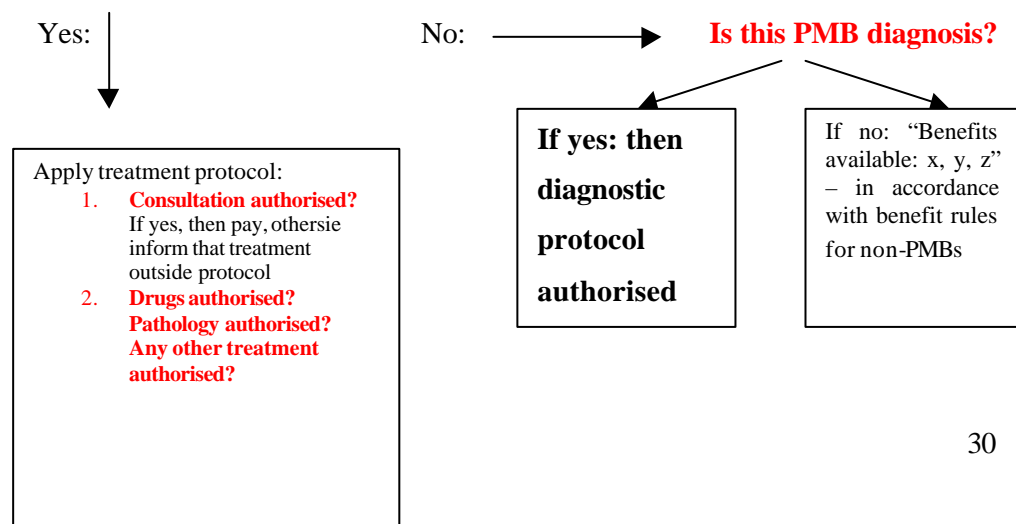 Yes:
No:
Is this PMB diagnosis?
Apply treatment protocol:
1. Consultation authorised?
If yes, then pay, othersie
inform that treatment
outside protocol
2. Drugs authorised?
Pathology authorised?
Any other treatment
authorised?
If yes: then
diagnostic
protocol
authorised
If no: “Benefits
available: x, y, z”
– in accordance
with benefit rules
for non-PMBs
30